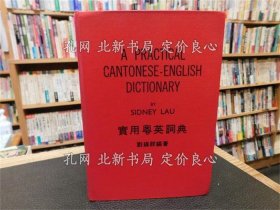 孔网 北新书局 定价良心
A PRACTICAL
CANTONESE-ENGLISH
DICTIONARY
BY
SIDNEY LAU
實用粵英詞典
劉錫祥編著
孔网 北新书局 定价良心